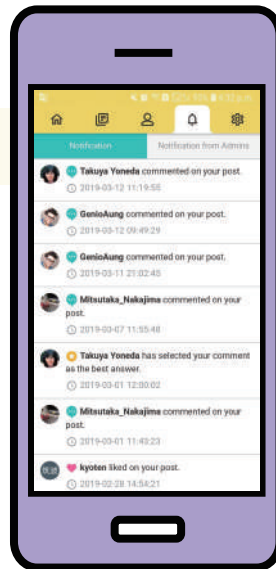 Notification
Notification from Admins
Takuya Yoneda commented on your post.
2019-03-12 11:19:55
GenioAung commented on your post.
2019-03-12 09:49:29
GenioAung commented on your post.
2019-03-11 21:02:43
Mitsutaka_Nakajima commented on your
post.
2019-03-07 11:55:48
Takuya Yoneda has selected your comment
as the best answer.
2019-03-01 12:00:02
Mitsutaka_Nakajima commented on your
post.
2019-03-01 11:43:23
kyoten liked on your post.
2019-02-28 14:54:21